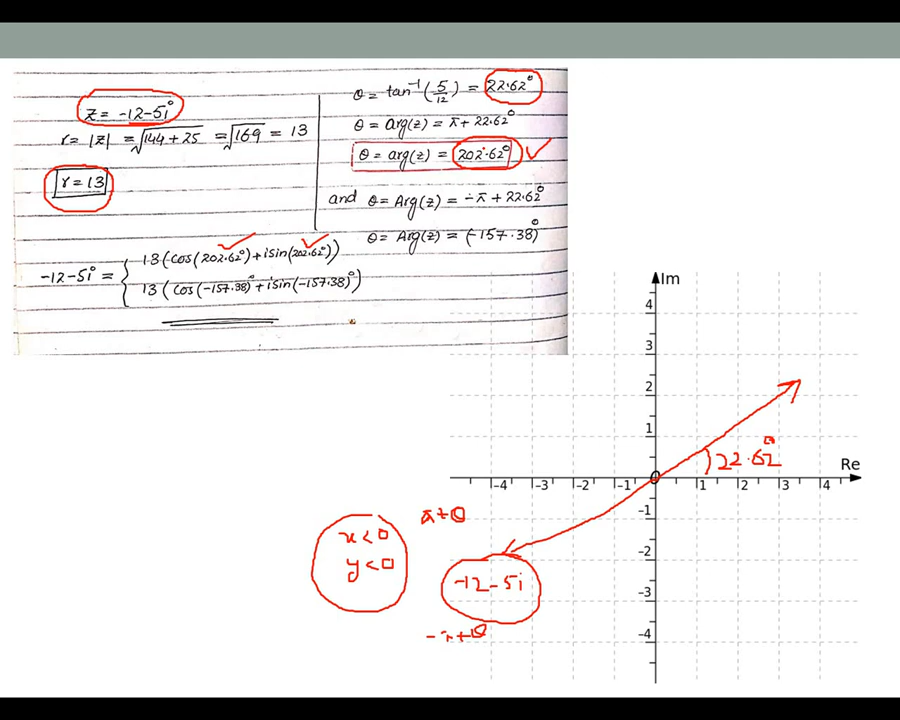 z = -12-5i
r = |z| = √144+25 = √169 = 13
r = 13
θ = tan⁻¹(5/12) = 22.62°
θ = arg(z) = π + 22.62°
θ = arg(z) = 202.62°
and θ = Arg(z) = -π + 22.62°
θ = Arg(z) = (-157.38)°
-12-5i = { 13(cos(202.62°)+isin(202.62°))
13(cos(-157.38)°+isin(-157.38)°)
Im
4
3
2
1
22.62°
Re
-4 -3 -2 -1 0 1 2 3 4
-1
-2
-3
-4
π+θ
x<0
y<0
-12-5i
-π+θ